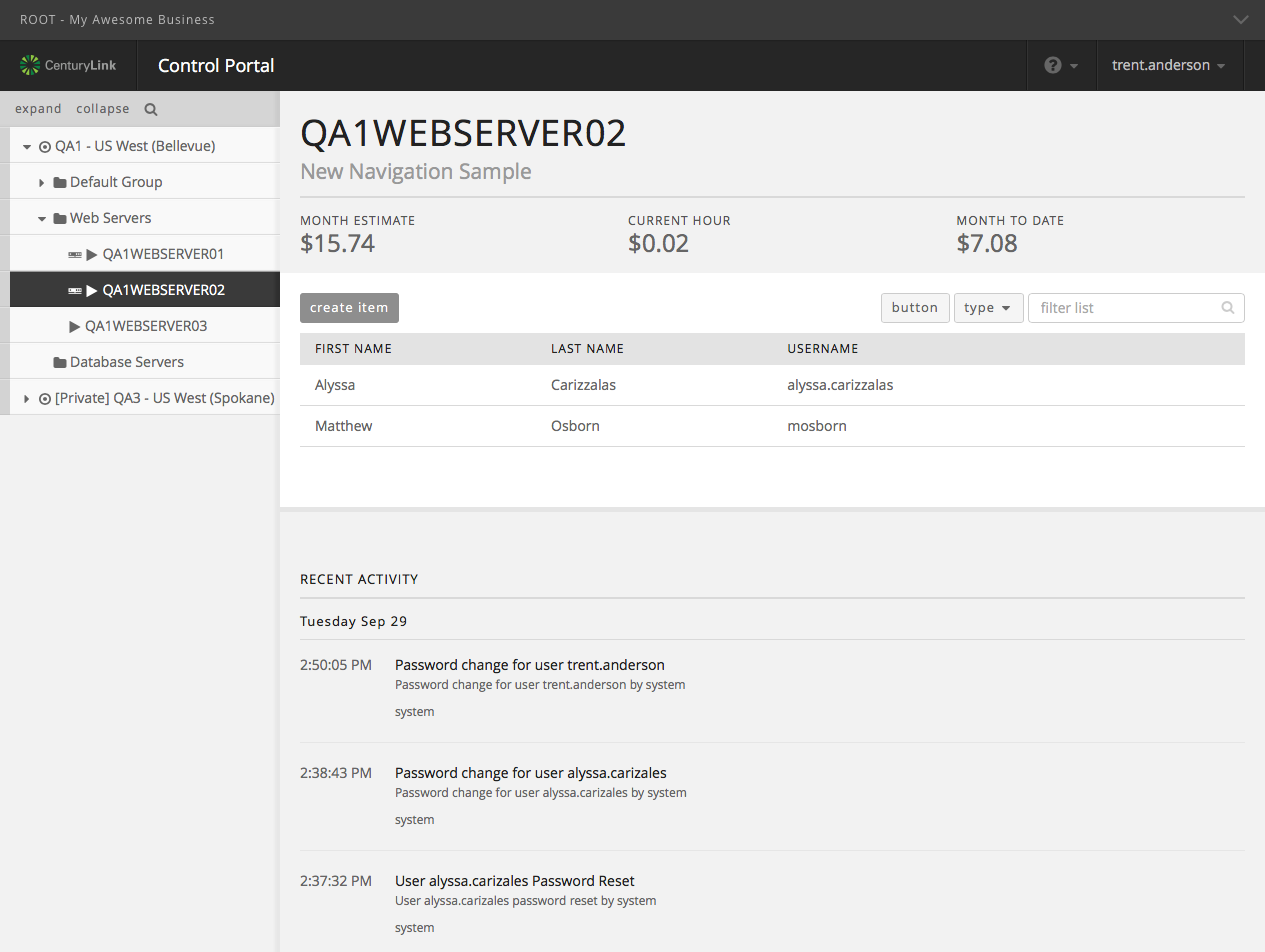 ROOT - My Awesome Business
CenturyLink
Control Portal
?
trent.anderson
expand collapse
QA1 - US West (Bellevue)
Default Group
Web Servers
QA1WEBSERVER01
QA1WEBSERVER02
QA1WEBSERVER03
Database Servers
[Private] QA3 - US West (Spokane)
QA1WEBSERVER02
New Navigation Sample
MONTH ESTIMATE CURRENT HOUR MONTH TO DATE
$15.74 $0.02 $7.08
create item button type filter list
FIRST NAME LAST NAME USERNAME
Alyssa Carizzalas alyssa.carizzalas
Matthew Osborn mosborn
RECENT ACTIVITY
Tuesday Sep 29
2:50:05 PM Password change for user trent.anderson
Password change for user trent.anderson by system
system
2:38:43 PM Password change for user alyssa.carizales
Password change for user alyssa.carizales by system
system
2:37:32 PM User alyssa.carizales Password Reset
User alyssa.carizales password reset by system
system